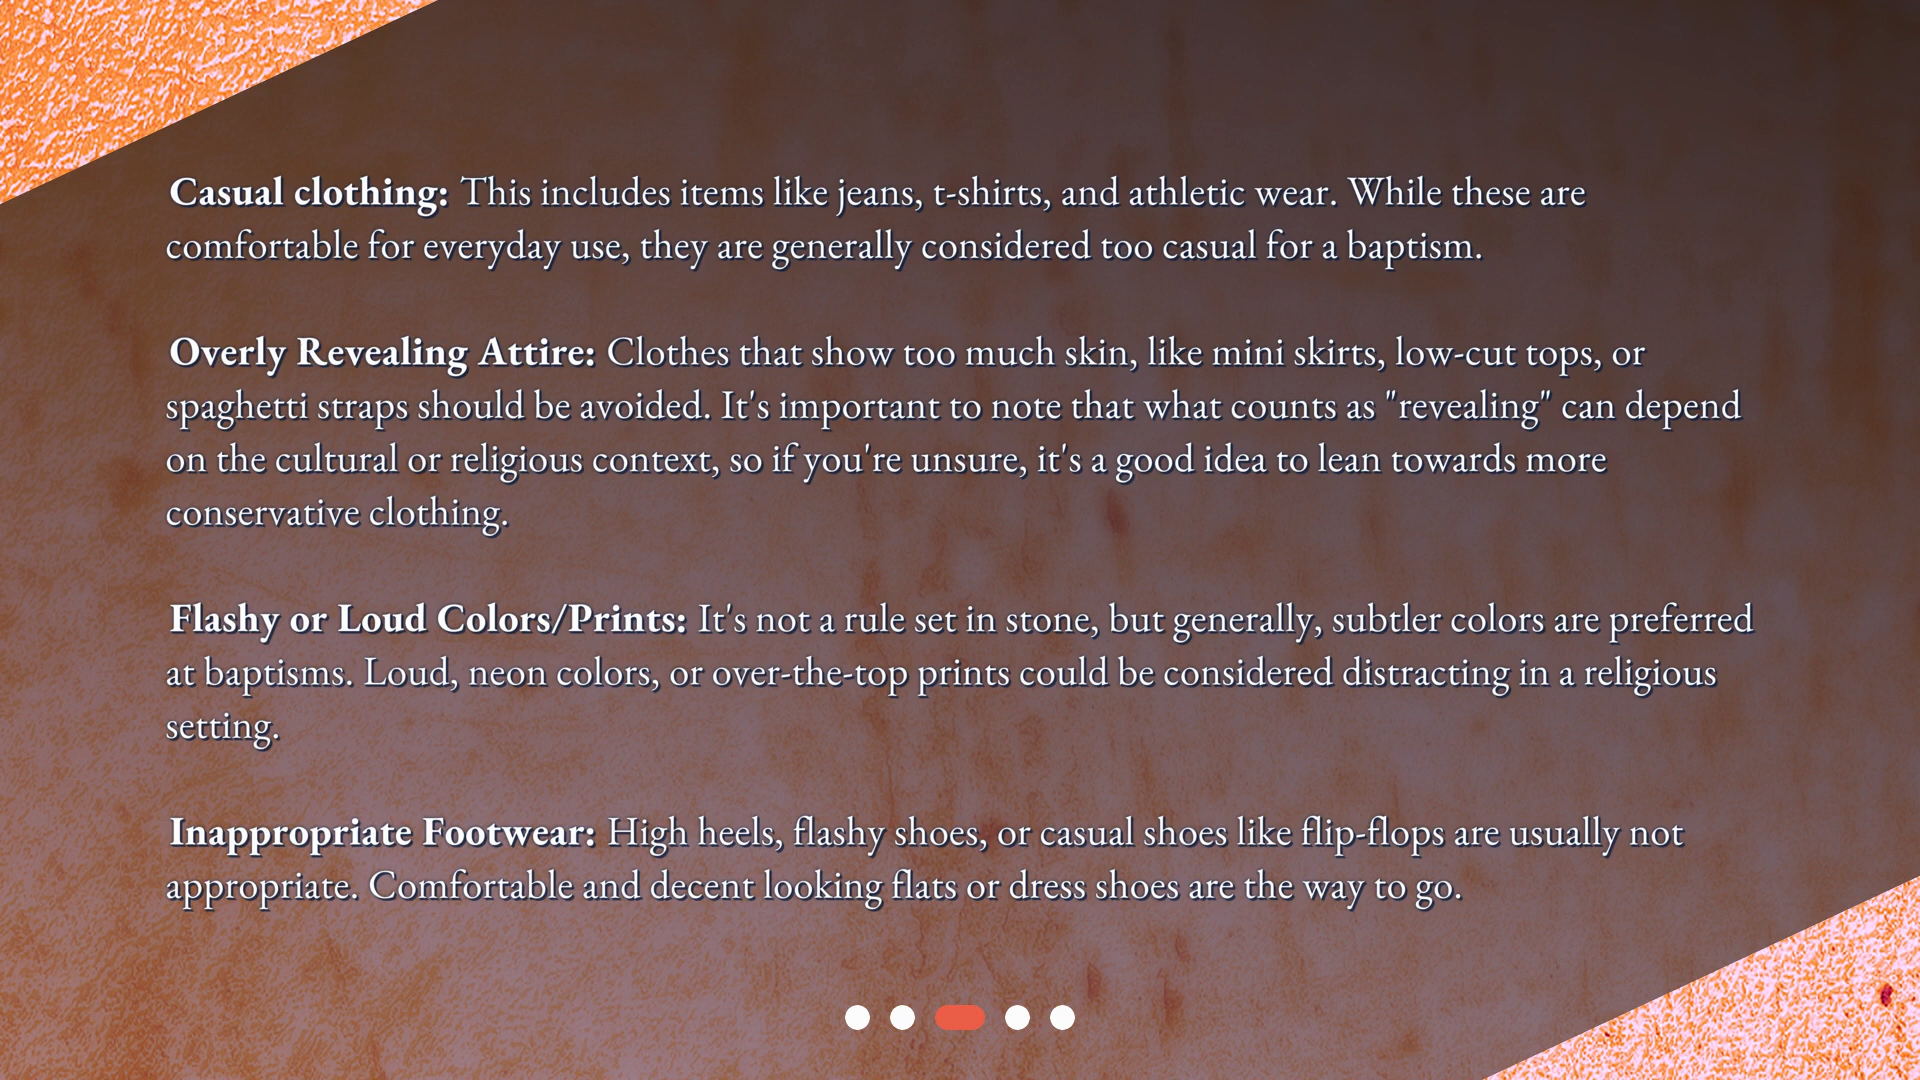 Casual clothing: This includes items like jeans, t-shirts, and athletic wear. While these are
comfortable for everyday use, they are generally considered too casual for a baptism.
Overly Revealing Attire: Clothes that show too much skin, like mini skirts, low-cut tops, or
spaghetti straps should be avoided. It's important to note that what counts as "revealing" can depend
on the cultural or religious context, so if you're unsure, it's a good idea to lean towards more
conservative clothing.
Flashy or Loud Colors/Prints: It's not a rule set in stone, but generally, subtler colors are preferred
at baptisms. Loud, neon colors, or over-the-top prints could be considered distracting in a religious
setting.
Inappropriate Footwear: High heels, flashy shoes, or casual shoes like flip-flops are usually not
appropriate. Comfortable and decent looking flats or dress shoes are the way to go.